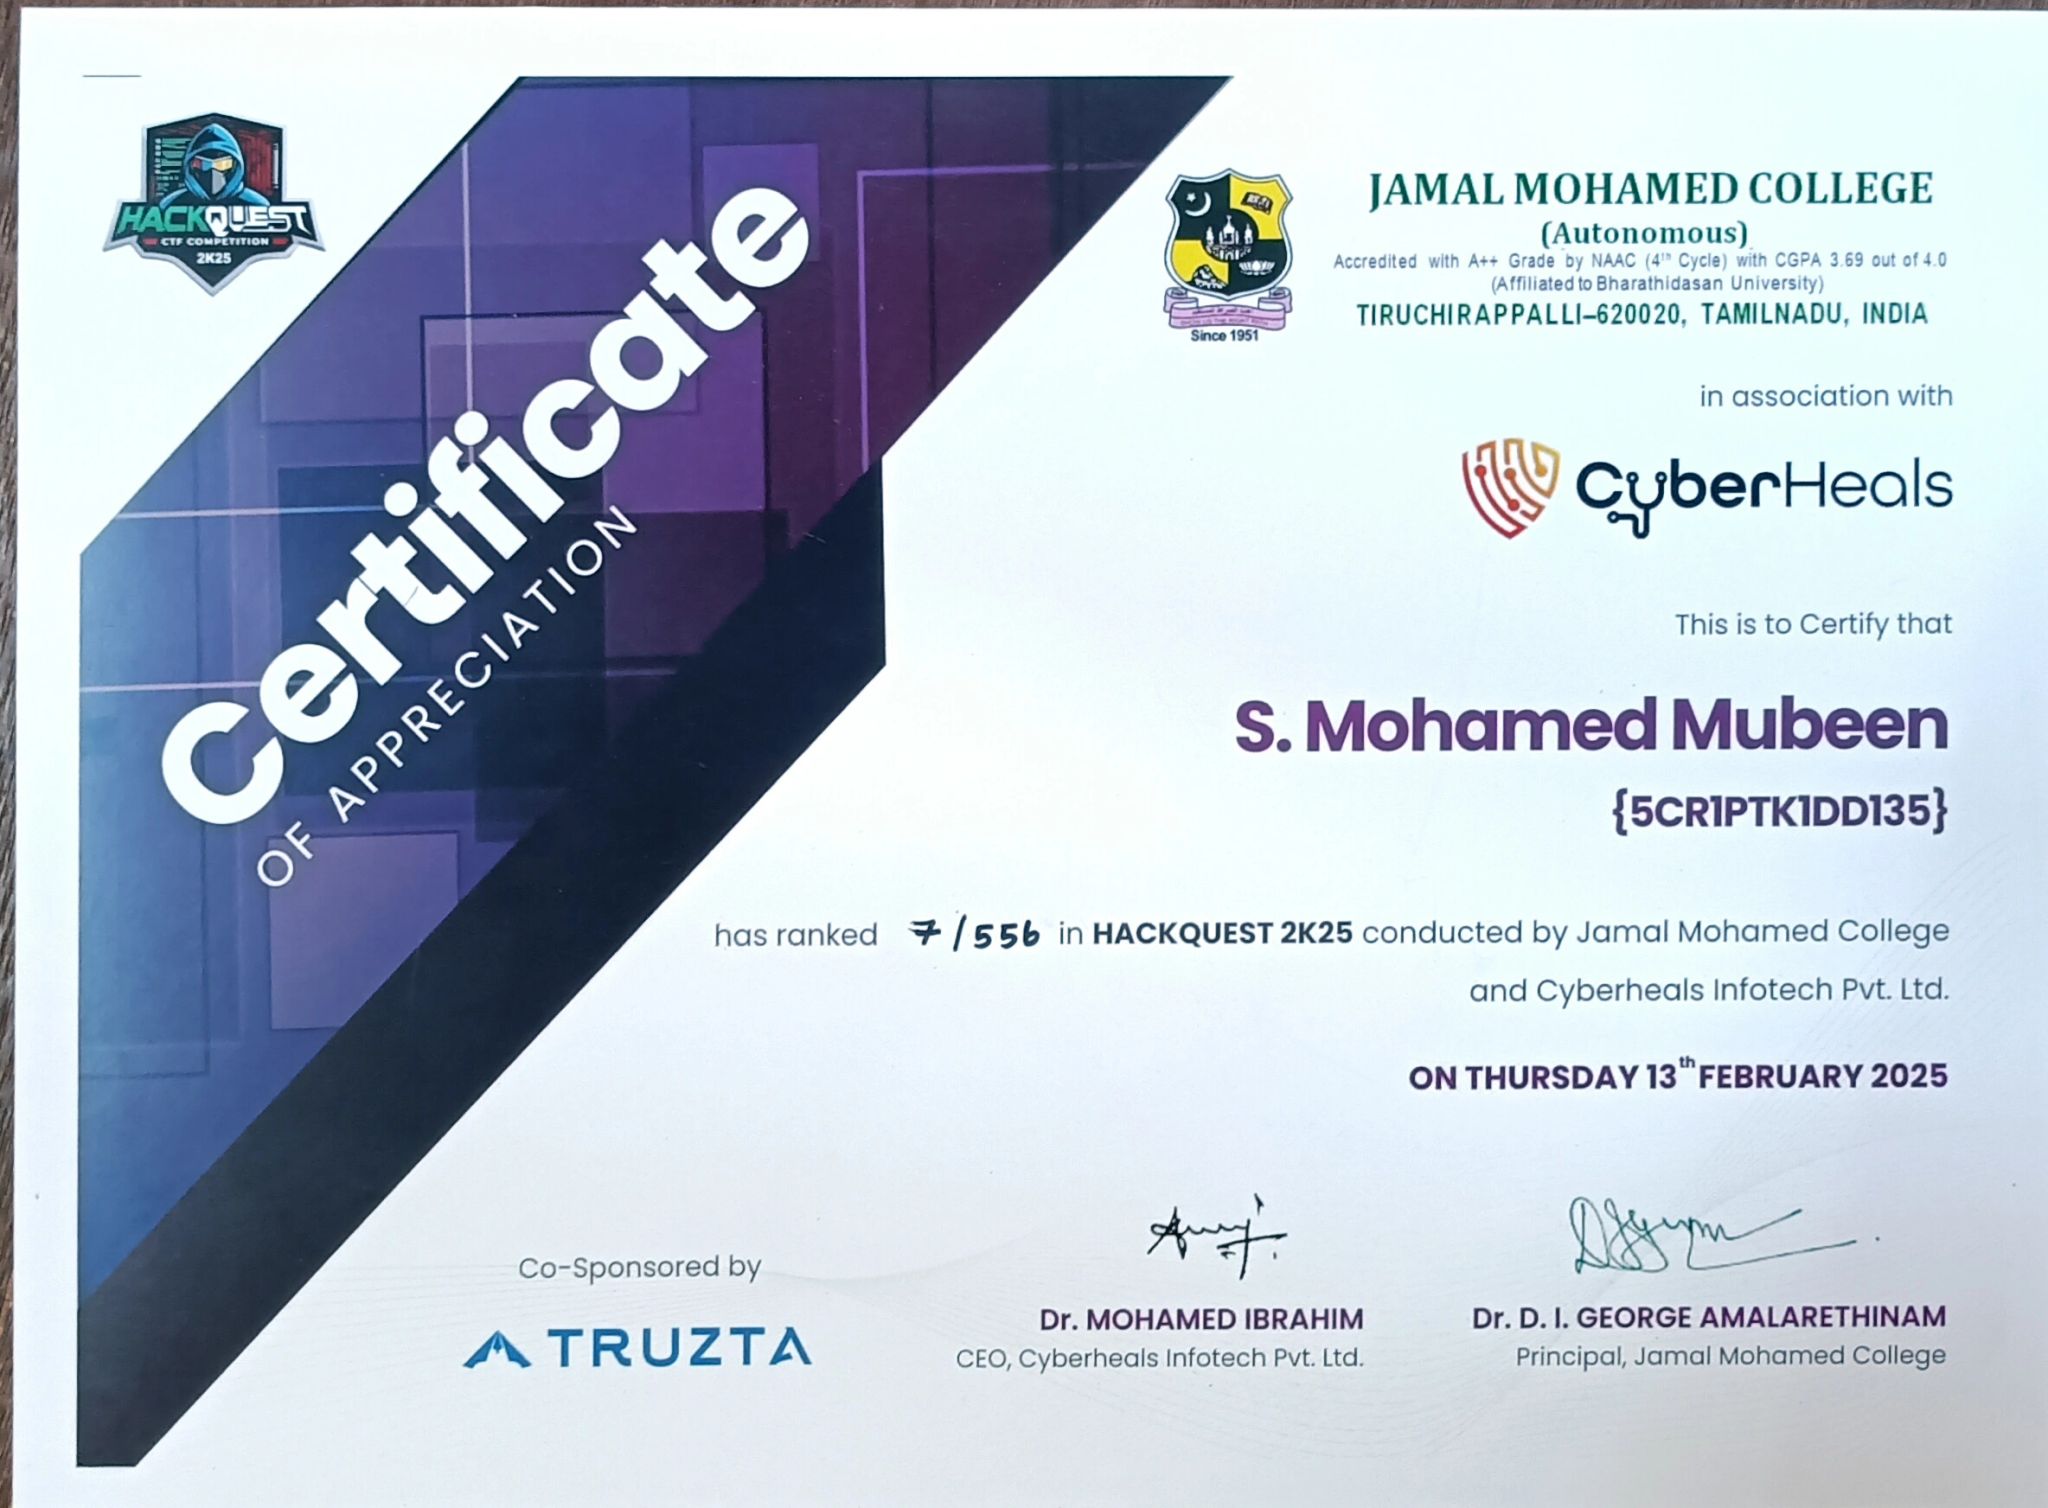 HACKQUEST
CTF COMPETITION
2K25
Certificate
OF APPRECIATION
JAMAL MOHAMED COLLEGE
(Autonomous)
Accredited with A++ Grade by NAAC (4th Cycle) with CGPA 3.69 out of 4.0
(Affiliated to Bharathidasan University)
TIRUCHIRAPPALLI–620020, TAMILNADU, INDIA
Since 1951
in association with
CyberHeals
This is to Certify that
S. Mohamed Mubeen
{5CR1PTK1DD135}
has ranked 7/556 in HACKQUEST 2K25 conducted by Jamal Mohamed College
and Cyberheals Infotech Pvt. Ltd.
ON THURSDAY 13th FEBRUARY 2025
Co-Sponsored by
TRUZTA
Dr. MOHAMED IBRAHIM
CEO, Cyberheals Infotech Pvt. Ltd.
Dr. D. I. GEORGE AMALARETHINAM
Principal, Jamal Mohamed College